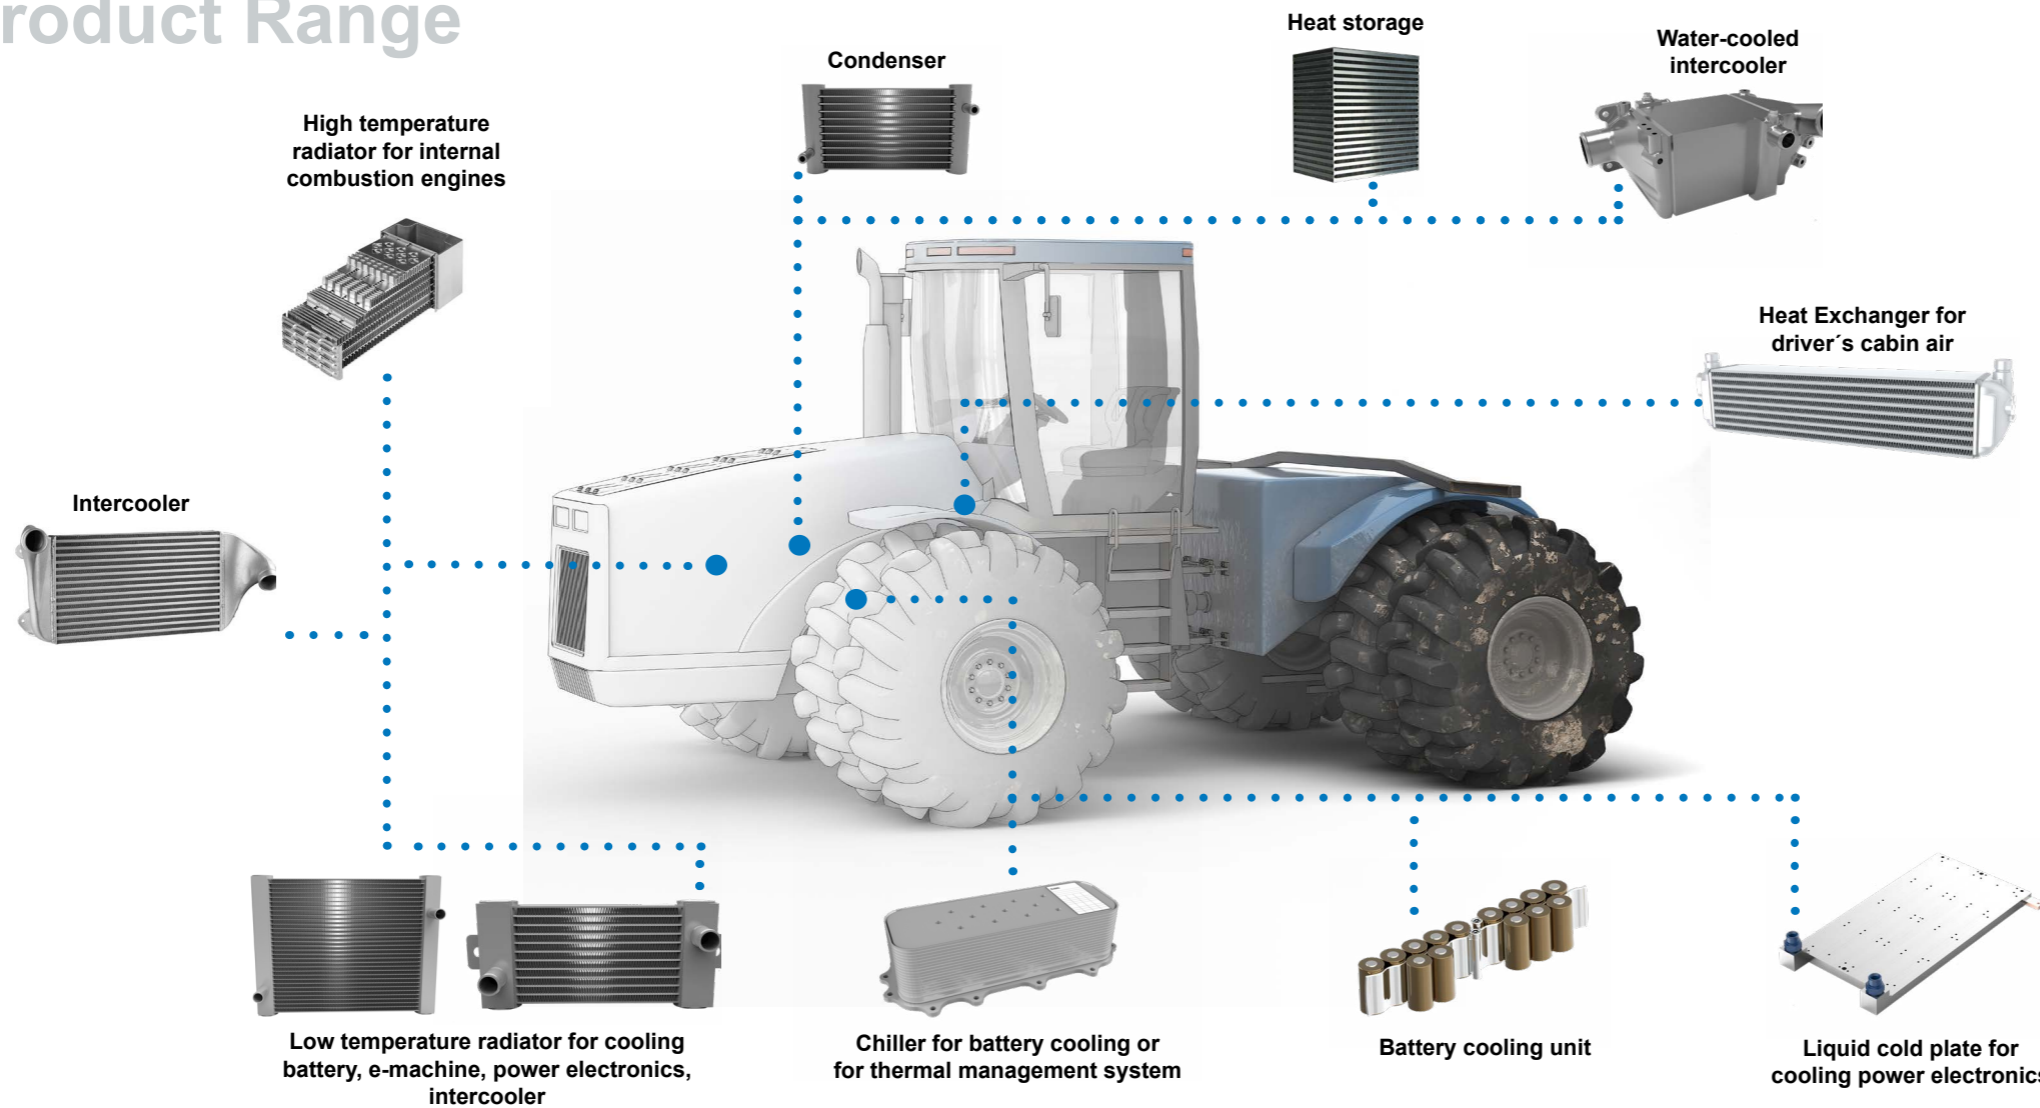 roduct Range
Heat storage
Water-cooled
intercooler
Condenser
High temperature
radiator for internal
combustion engines
Heat Exchanger for
driver´s cabin air
Intercooler
Low temperature radiator for cooling
battery, e-machine, power electronics,
intercooler
Chiller for battery cooling or
for thermal management system
Battery cooling unit
Liquid cold plate for
cooling power electronics